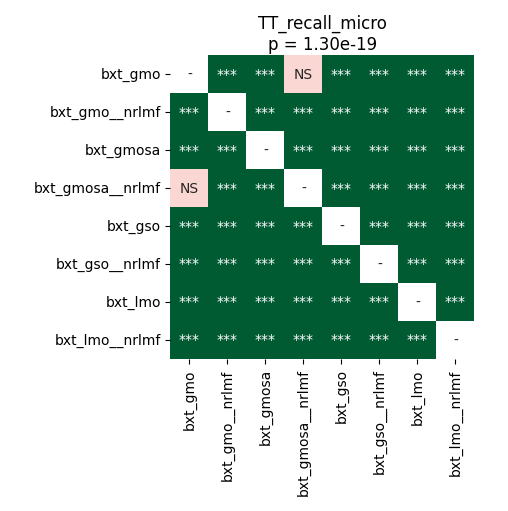 TT_recall_micro
p = 1.30e-19
bxt_gmo - *** *** NS *** *** *** ***
bxt_gmo__nrlmf *** - *** *** *** *** *** ***
bxt_gmosa *** *** - *** *** *** *** ***
bxt_gmosa__nrlmf NS *** *** - *** *** *** ***
bxt_gso *** *** *** *** - *** *** ***
bxt_gso__nrlmf *** *** *** *** *** - *** ***
bxt_lmo *** *** *** *** *** *** - ***
bxt_lmo__nrlmf *** *** *** *** *** *** *** -
bxt_gmo
bxt_gmo__nrlmf
bxt_gmosa
bxt_gmosa__nrlmf
bxt_gso
bxt_gso__nrlmf
bxt_lmo
bxt_lmo__nrlmf